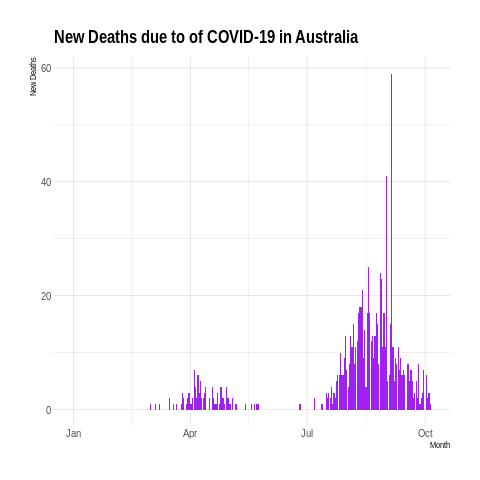 New Deaths due to of COVID-19 in Australia
New Deaths
60
40
20
0
Jan Apr Jul Oct
Month